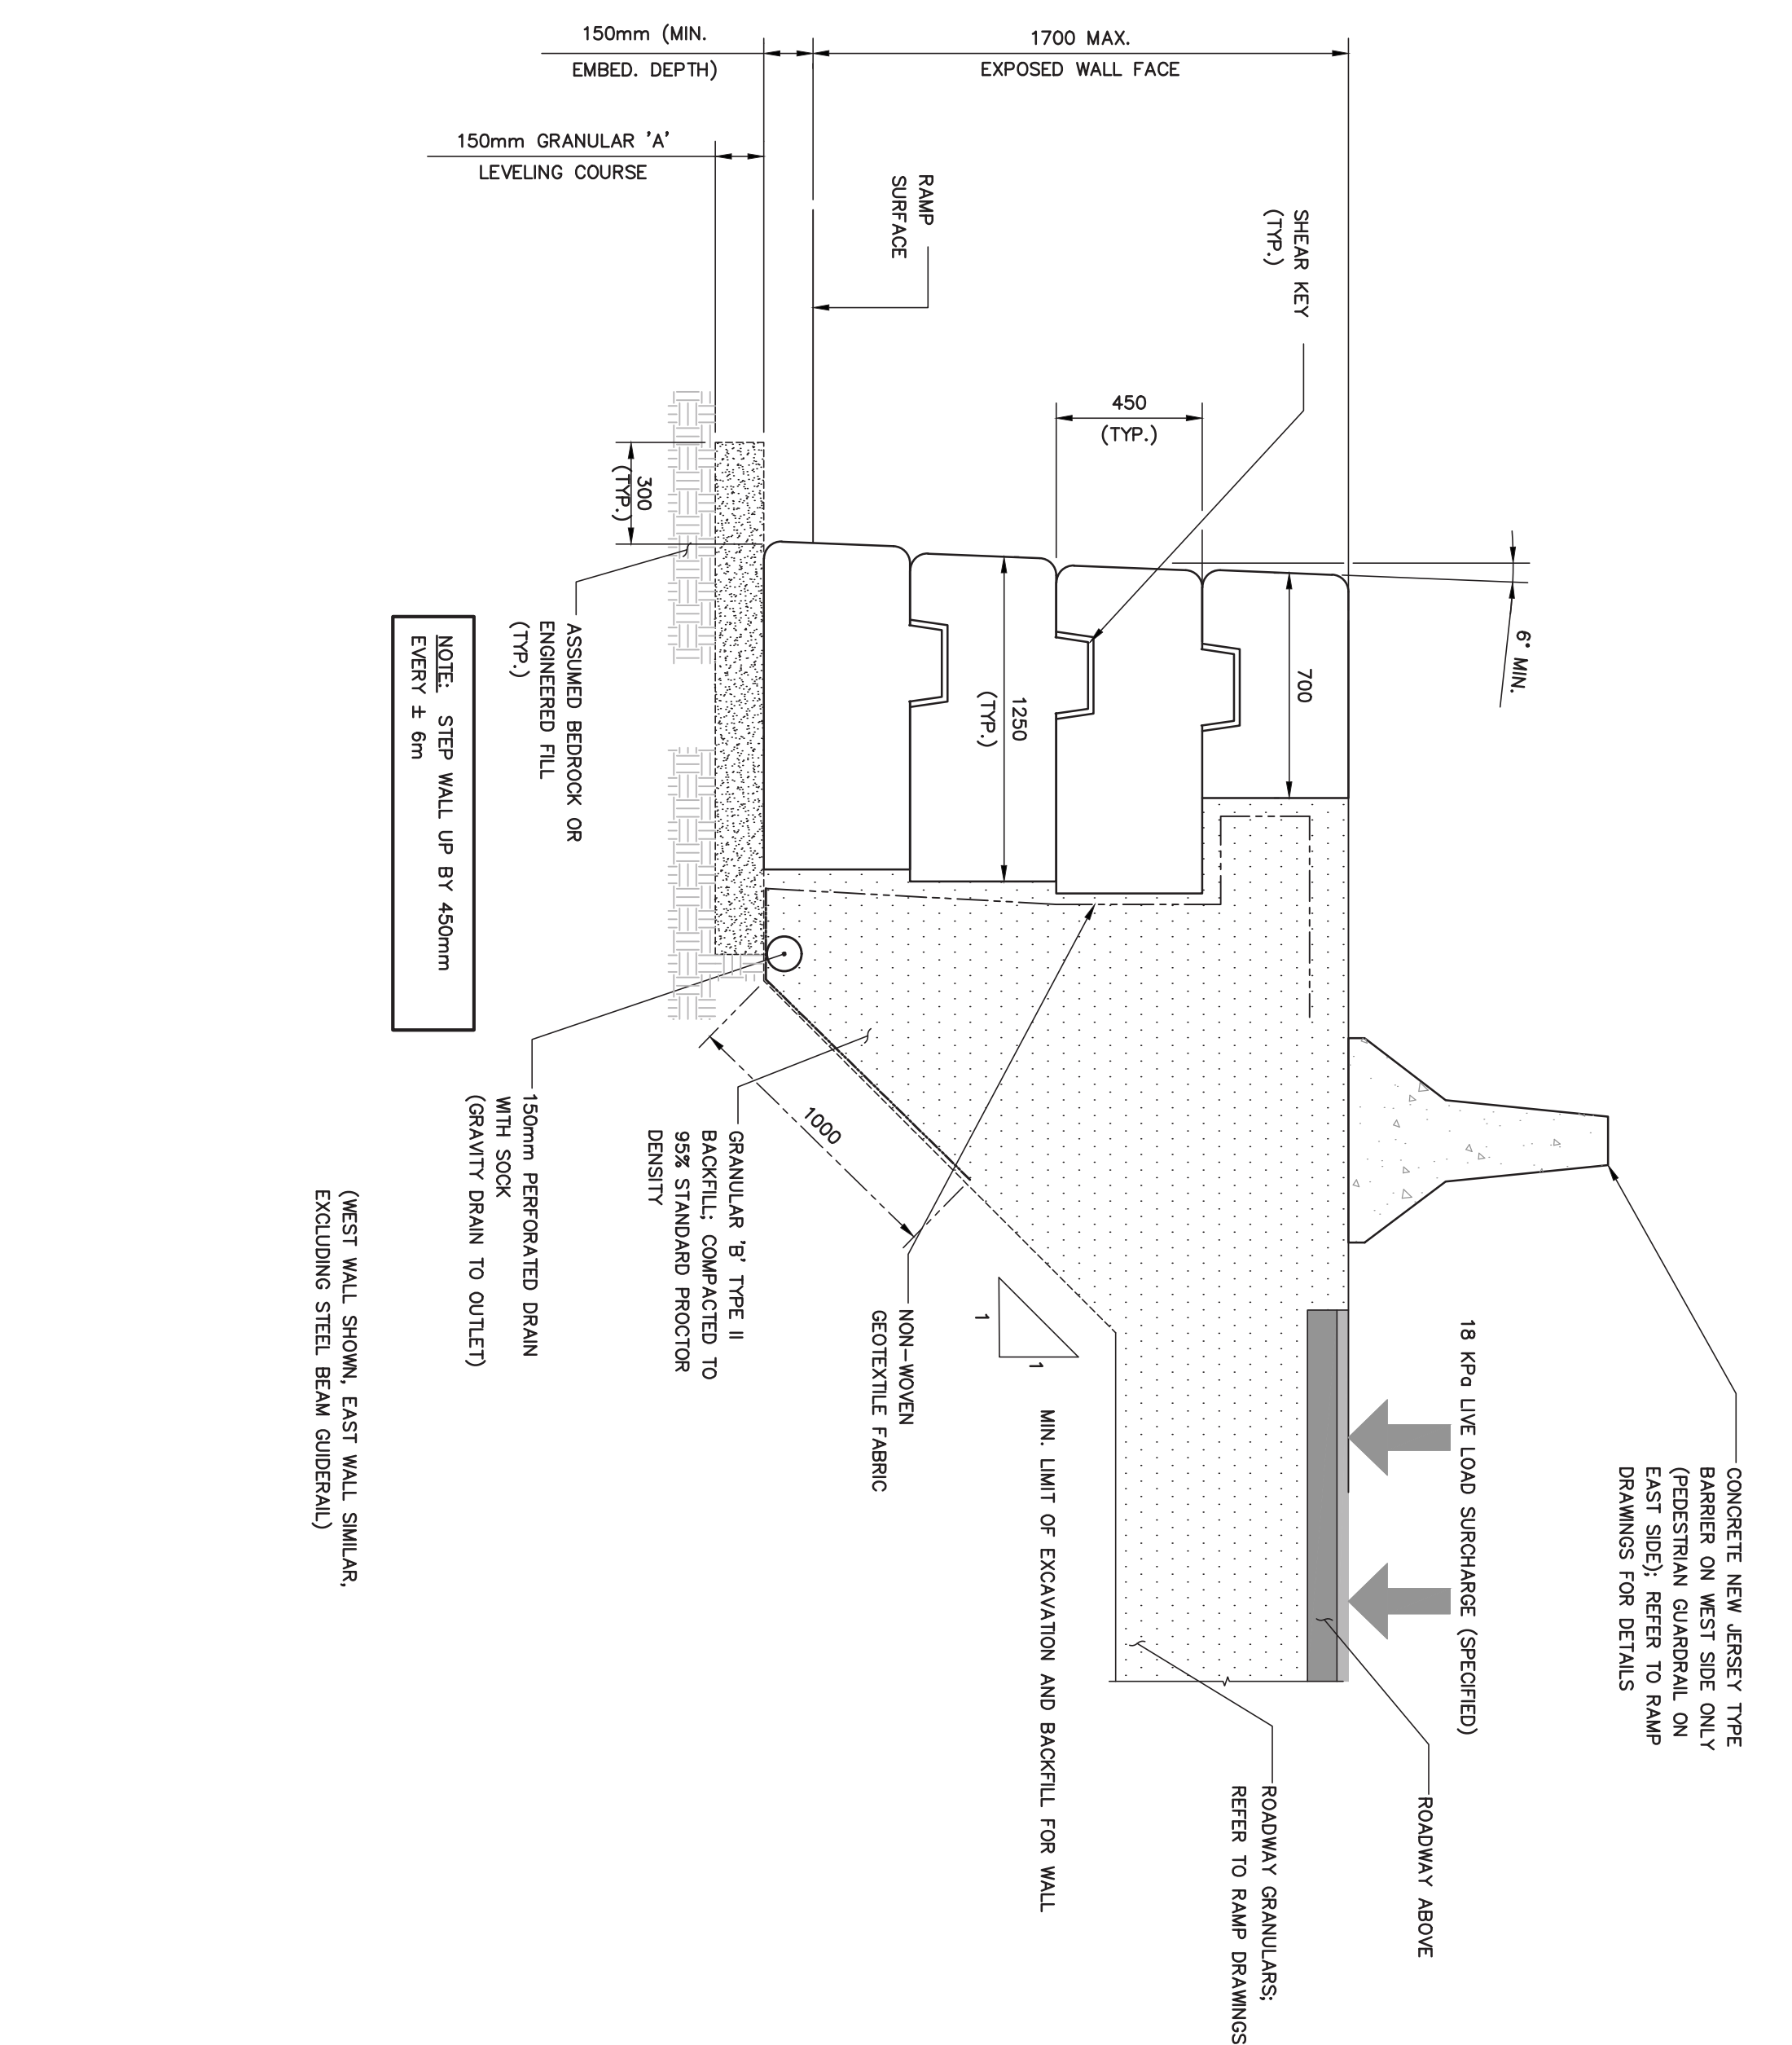 150mm (MIN.
EMBED. DEPTH)
1700 MAX.
EXPOSED WALL FACE
150mm GRANULAR 'A'
LEVELING COURSE
RAMP
SURFACE
SHEAR KEY
(TYP.)
450
(TYP.)
6° MIN.
300
(TYP.)
700
1250
(TYP.)
ASSUMED BEDROCK OR
ENGINEERED FILL
(TYP.)
NOTE: STEP WALL UP BY 450mm
EVERY ± 6m
1000
150mm PERFORATED DRAIN
WITH SOCK
(GRAVITY DRAIN TO OUTLET)
GRANULAR 'B' TYPE II
BACKFILL; COMPACTED TO
95% STANDARD PROCTOR
DENSITY
NON-WOVEN
GEOTEXTILE FABRIC
1
1
MIN. LIMIT OF EXCAVATION AND BACKFILL FOR WALL
18 KPa LIVE LOAD SURCHARGE (SPECIFIED)
CONCRETE NEW JERSEY TYPE
BARRIER ON WEST SIDE ONLY
(PEDESTRIAN GUARDRAIL ON
EAST SIDE); REFER TO RAMP
DRAWINGS FOR DETAILS
ROADWAY ABOVE
ROADWAY GRANULARS;
REFER TO RAMP DRAWINGS
(WEST WALL SHOWN, EAST WALL SIMILAR,
EXCLUDING STEEL BEAM GUIDERAIL)